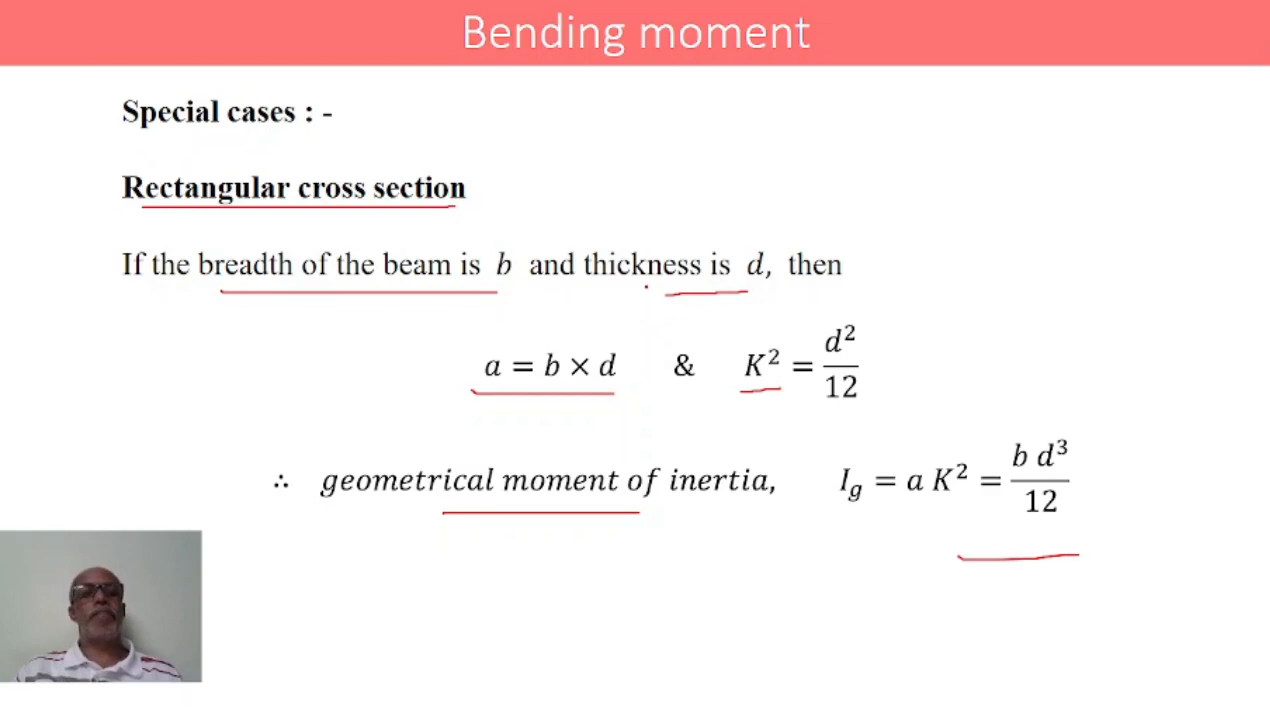 Bending moment
Special cases : -
Rectangular cross section
If the breadth of the beam is b and thickness is d, then
a = b × d & K² = d²/12
∴ geometrical moment of inertia, I_g = a K² = b d³/12